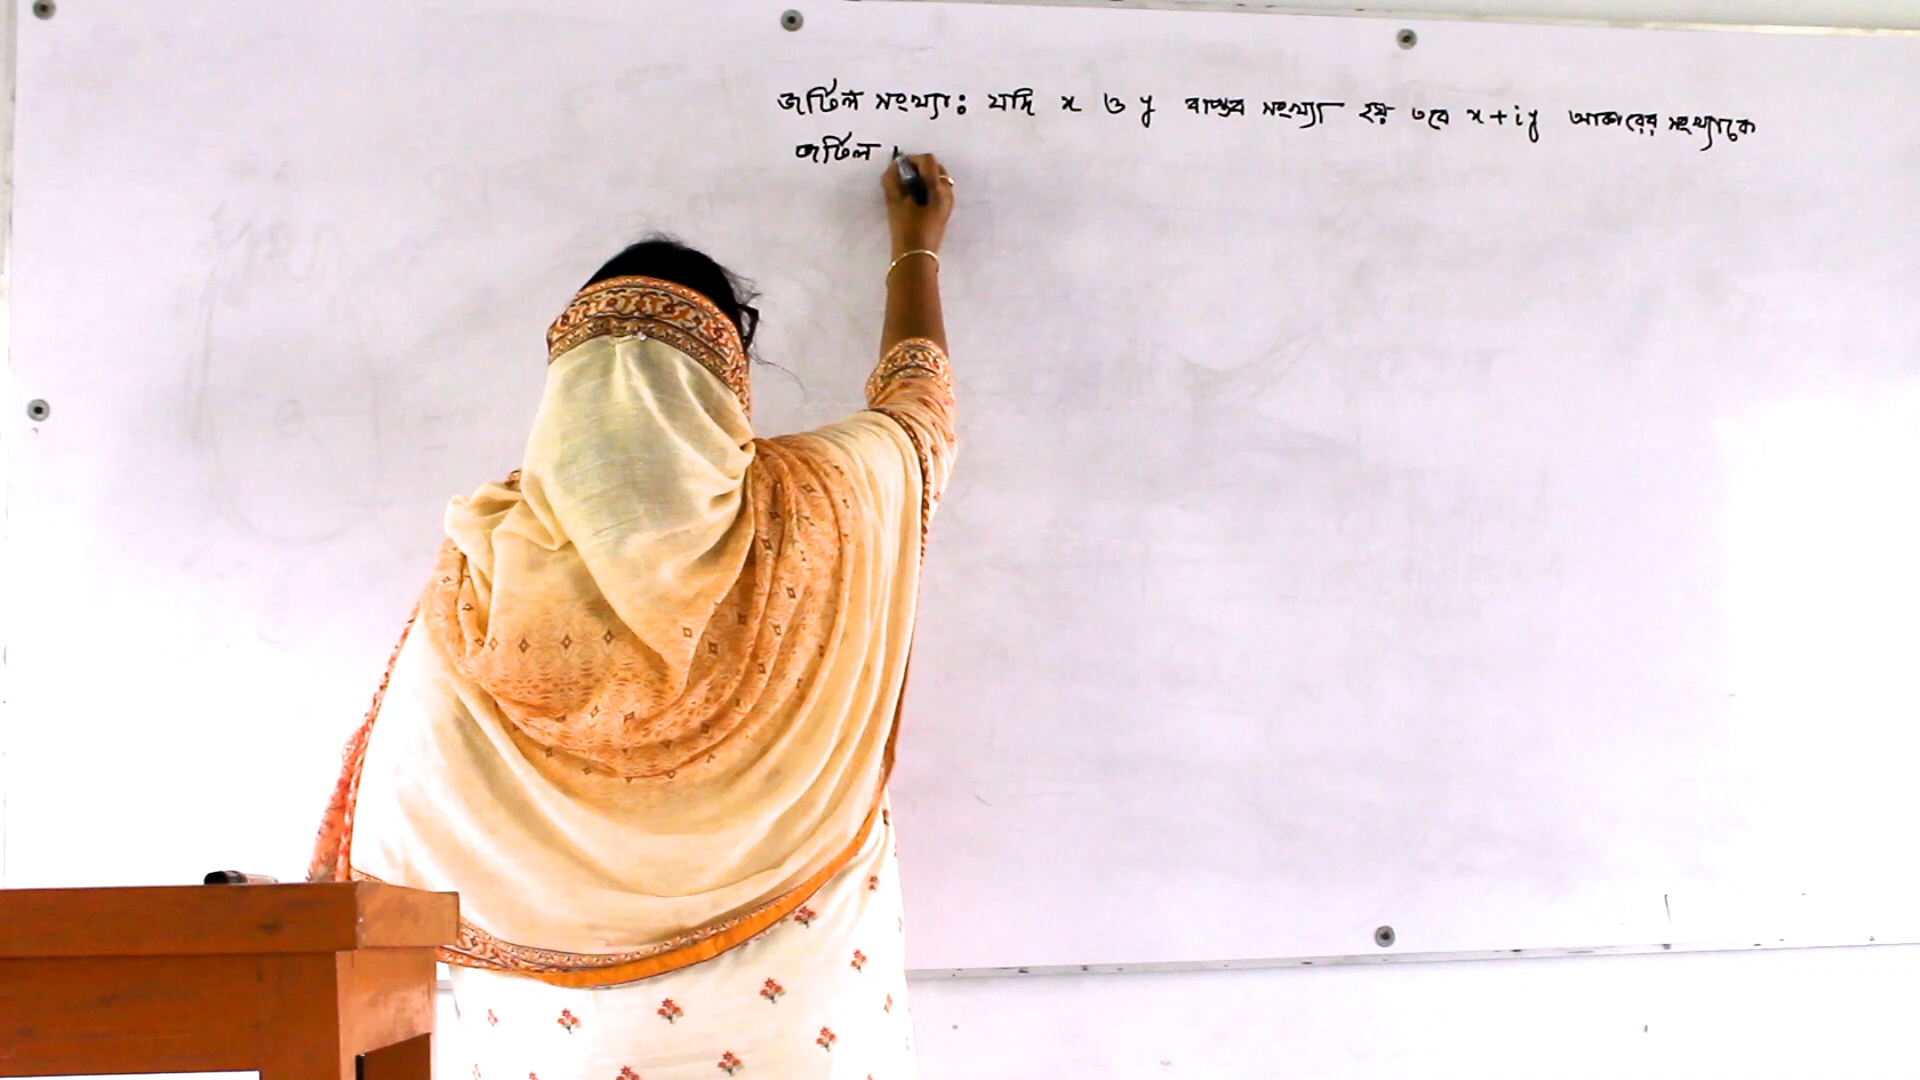 জটিল সংখ্যাঃ যদি x ও y বাস্তব সংখ্যা হয় তবে x+iy আকারের সংখ্যাকে
জটিল